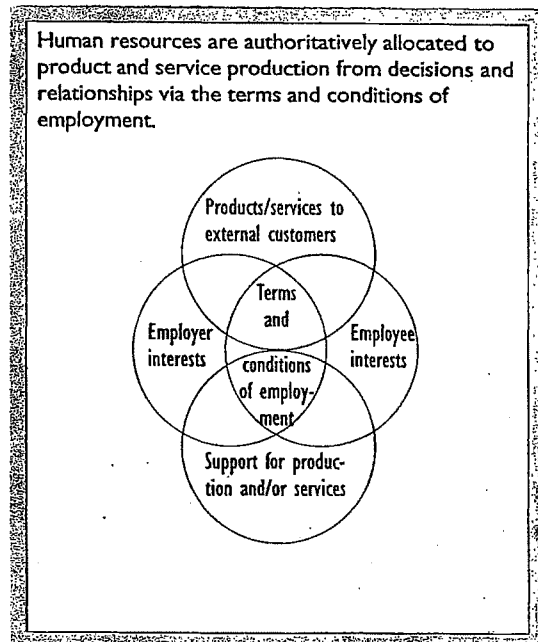 Human resources are authoritatively allocated to
product and service production from decisions and
relationships via the terms and conditions of
employment.
Products/services to
external customers
Terms
and
Employer
interests
Employee
interests
conditions
of employ-
ment
Support for produc-
tion and/or services